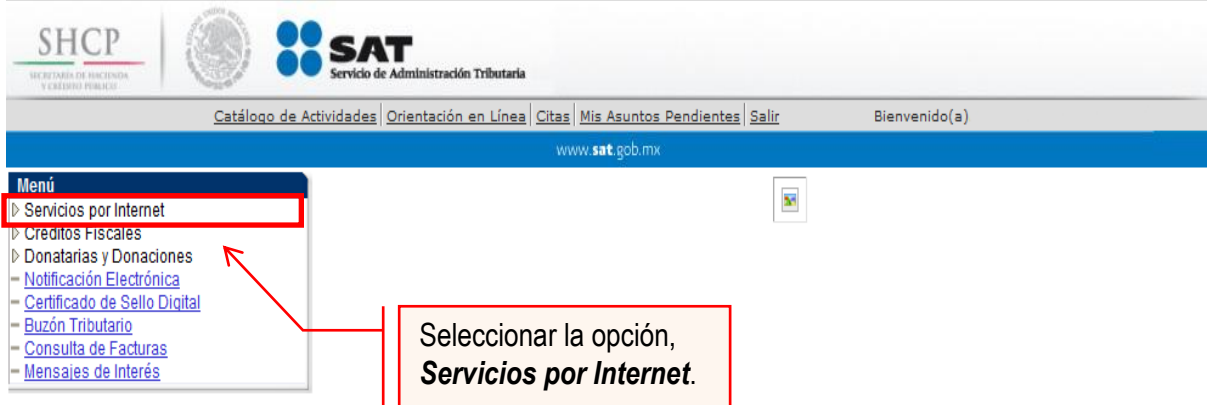 SHCP
SECRETARÍA DE HACIENDA
Y CRÉDITO PÚBLICO
SAT
Servicio de Administración Tributaria
Catálogo de Actividades Orientación en Línea Citas Mis Asuntos Pendientes Salir Bienvenido(a)
www.sat.gob.mx
Menú
Servicios por Internet
Créditos Fiscales
Donatarias y Donaciones
Notificación Electrónica
Certificado de Sello Digital
Buzón Tributario
Consulta de Facturas
Mensajes de Interés
Seleccionar la opción,
Servicios por Internet.